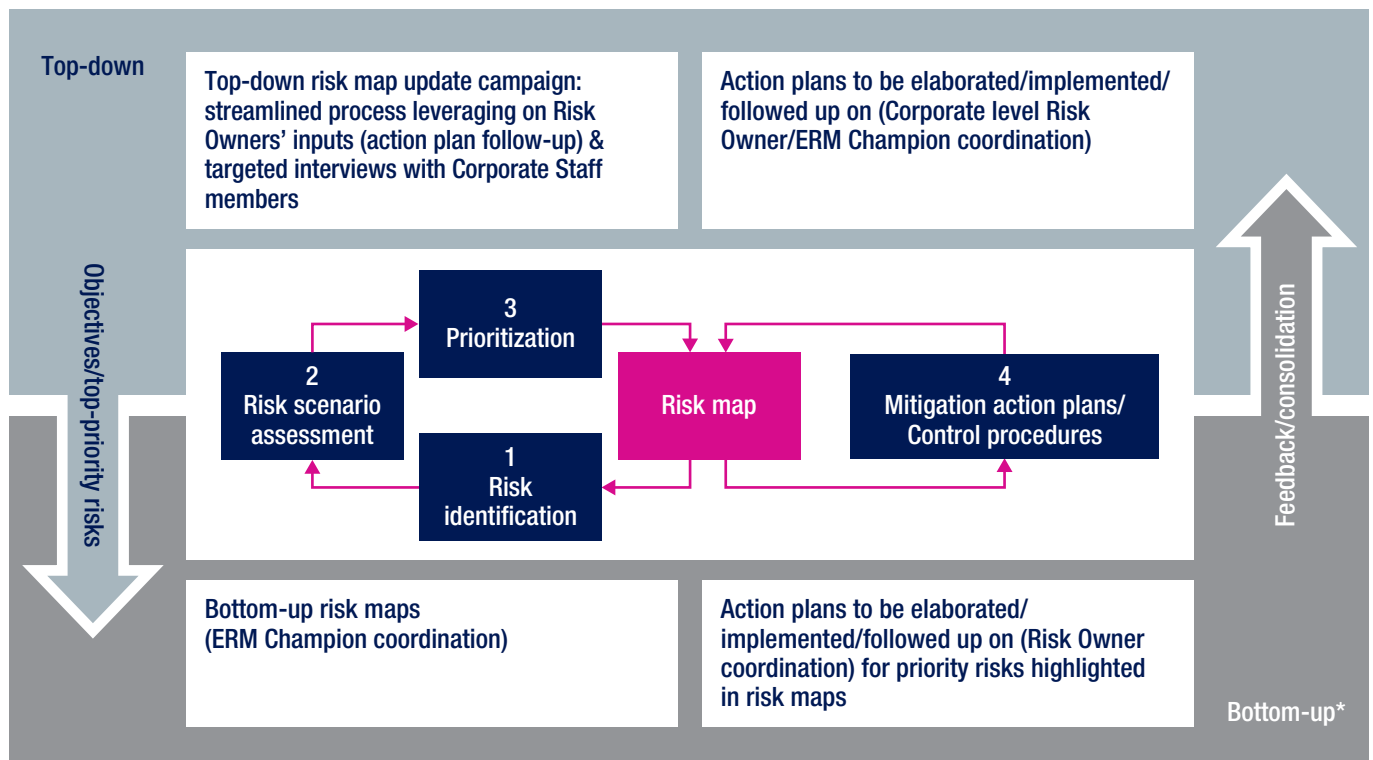 Top-down
Top-down risk map update campaign:
streamlined process leveraging on Risk
Owners’ inputs (action plan follow-up) &
targeted interviews with Corporate Staff
members
Action plans to be elaborated/implemented/
followed up on (Corporate level Risk
Owner/ERM Champion coordination)
Objectives/top-priority risks
3
Prioritization
2
Risk scenario
assessment
Risk map
4
Mitigation action plans/
Control procedures
1
Risk
identification
Feedback/consolidation
Bottom-up risk maps
(ERM Champion coordination)
Action plans to be elaborated/
implemented/followed up on (Risk Owner
coordination) for priority risks highlighted
in risk maps
Bottom-up*